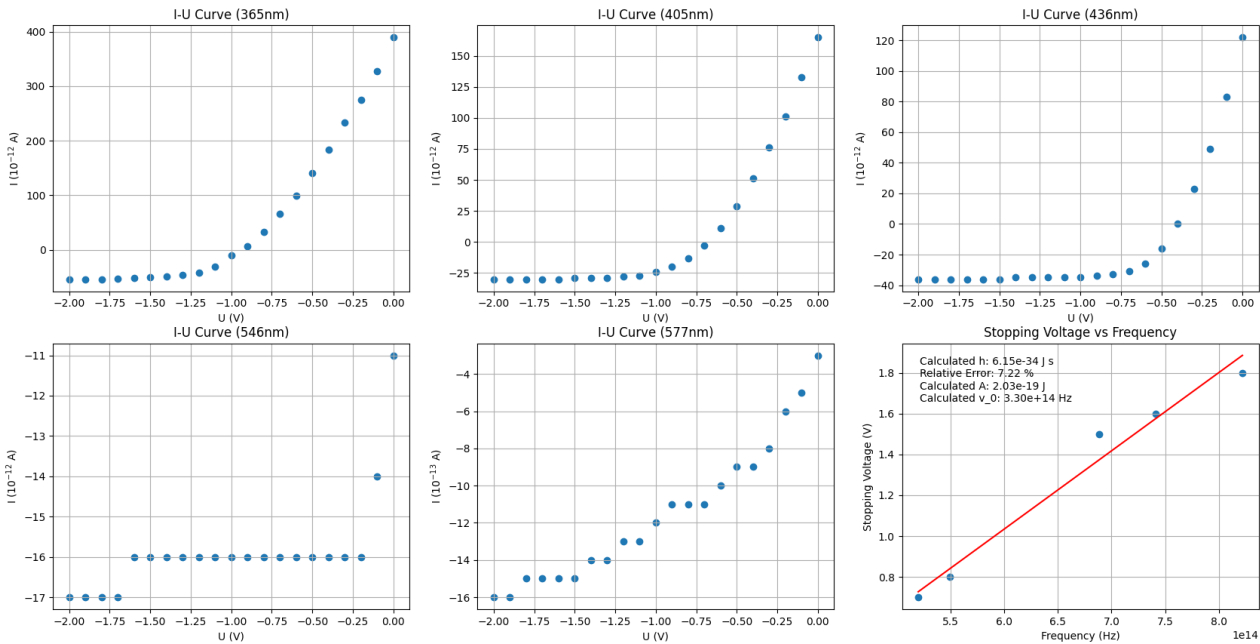 I-U Curve (365nm)
400
300
200
100
0
I (10⁻¹² A)
−2.00 −1.75 −1.50 −1.25 −1.00 −0.75 −0.50 −0.25 0.00
U (V)
I-U Curve (405nm)
150
125
100
75
50
25
0
−25
I (10⁻¹² A)
−2.00 −1.75 −1.50 −1.25 −1.00 −0.75 −0.50 −0.25 0.00
U (V)
I-U Curve (436nm)
120
100
80
60
40
20
0
−20
−40
I (10⁻¹² A)
−2.00 −1.75 −1.50 −1.25 −1.00 −0.75 −0.50 −0.25 0.00
U (V)
I-U Curve (546nm)
−11
−12
−13
−14
−15
−16
−17
I (10⁻¹² A)
−2.00 −1.75 −1.50 −1.25 −1.00 −0.75 −0.50 −0.25 0.00
U (V)
I-U Curve (577nm)
−4
−6
−8
−10
−12
−14
−16
I (10⁻¹³ A)
−2.00 −1.75 −1.50 −1.25 −1.00 −0.75 −0.50 −0.25 0.00
U (V)
Stopping Voltage vs Frequency
Calculated h: 6.15e-34 J s
Relative Error: 7.22 %
Calculated A: 2.03e-19 J
Calculated v_0: 3.30e+14 Hz
1.8
1.6
1.4
1.2
1.0
0.8
Stopping Voltage (V)
5.5 6.0 6.5 7.0 7.5 8.0
1e14
Frequency (Hz)